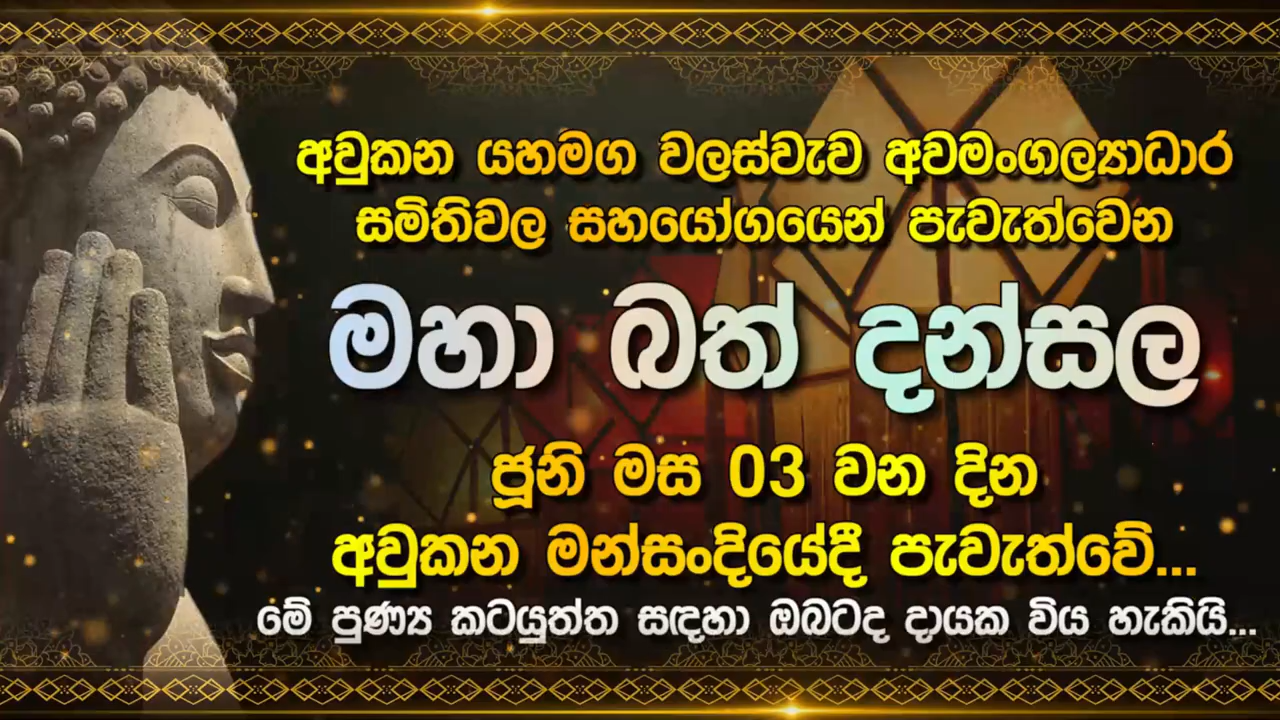 අවුකන යහමග වලස්වැව අවමංගල්‍යාධාර
සමිතිවල සහයෝගයෙන් පැවැත්වෙන
මහා බත් දන්සල
ජූනි මස 03 වන දින
අවුකන මන්සංදියේදී පැවැත්වේ...
මේ පුණ්‍ය කටයුත්ත සඳහා ඔබටද දායක විය හැකියි...